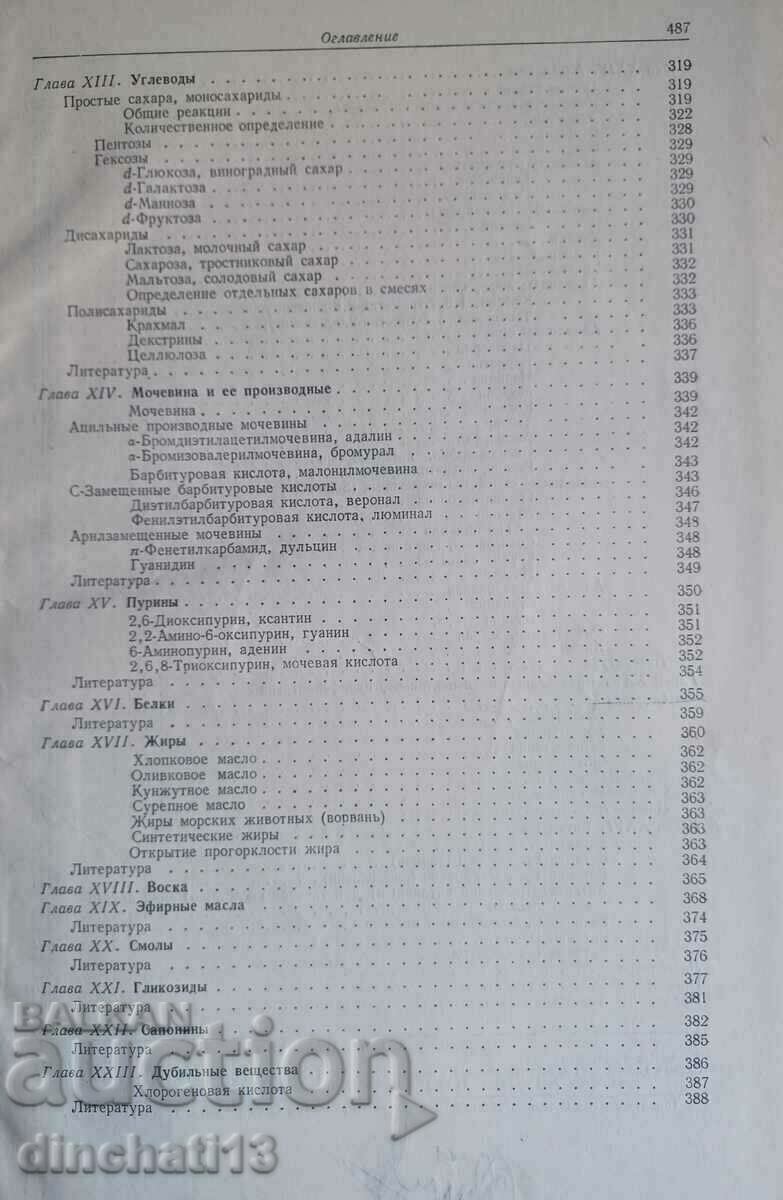 Оглавление 487
Глава XIII. Углеводы . . . 319
Простые сахара, моносахариды . . . 319
Общие реакции . . . 319
Количественное определение . . . 322
Пентозы . . . 328
Гексозы . . . 329
d-Глюкоза, виноградный сахар . . . 329
d-Галактоза . . . 329
d-Манноза . . . 329
d-Фруктоза . . . 330
Дисахариды . . . 330
Лактоза, молочный сахар . . . 331
Сахароза, тростниковый сахар . . . 331
Мальтоза, солодовый сахар . . . 332
Определение отдельных сахаров в смесях . . . 332
Полисахариды . . . 333
Крахмал . . . 333
Декстрины . . . 336
Целлюлоза . . . 336
Литература . . . 337
Глава XIV. Мочевина и ее производные . . . 339
Мочевина . . . 339
Ацильные производные мочевины . . . 342
α-Бромдиэтилацетилмочевина, адалин . . . 342
α-Бромизовалерилмочевина, бромурал . . . 342
Барбитуровая кислота, малонилмочевина . . . 343
С-Замещенные барбитуровые кислоты . . . 343
Диэтилбарбитуровая кислота, веронал . . . 346
Фенилэтилбарбитуровая кислота, люминал . . . 347
Арилзамещенные мочевины . . . 348
п-Фенетилкарбамид, дульцин . . . 348
Гуанидин . . . 348
Литература . . . 349
Глава XV. Пурины . . . 350
2,6-Диоксипурин, ксантин . . . 351
2,2-Амино-6-оксипурин, гуанин . . . 351
6-Аминопурин, аденин . . . 352
2,6,8-Триоксипурин, мочевая кислота . . . 352
Литература . . . 354
Глава XVI. Белки . . . 355
Литература . . . 359
Глава XVII. Жиры . . . 360
Хлопковое масло . . . 362
Оливковое масло . . . 362
Кунжутное масло . . . 362
Сурепное масло . . . 363
Жиры морских животных (ворвань) . . . 363
Синтетические жиры . . . 363
Открытие прогорклости жира . . . 363
Литература . . . 364
Глава XVIII. Воска . . . 365
Глава XIX. Эфирные масла . . . 368
Литература . . . 374
Глава XX. Смолы . . . 375
Литература . . . 376
Глава XXI. Гликозиды . . . 377
Литература . . . 381
Глава XXII. Сапонины . . . 382
Литература . . . 385
Глава XXIII. Дубильные вещества . . . 386
Хлорогеновая кислота . . . 387
Литература . . . 388
BALKAN
auction
dinchati13